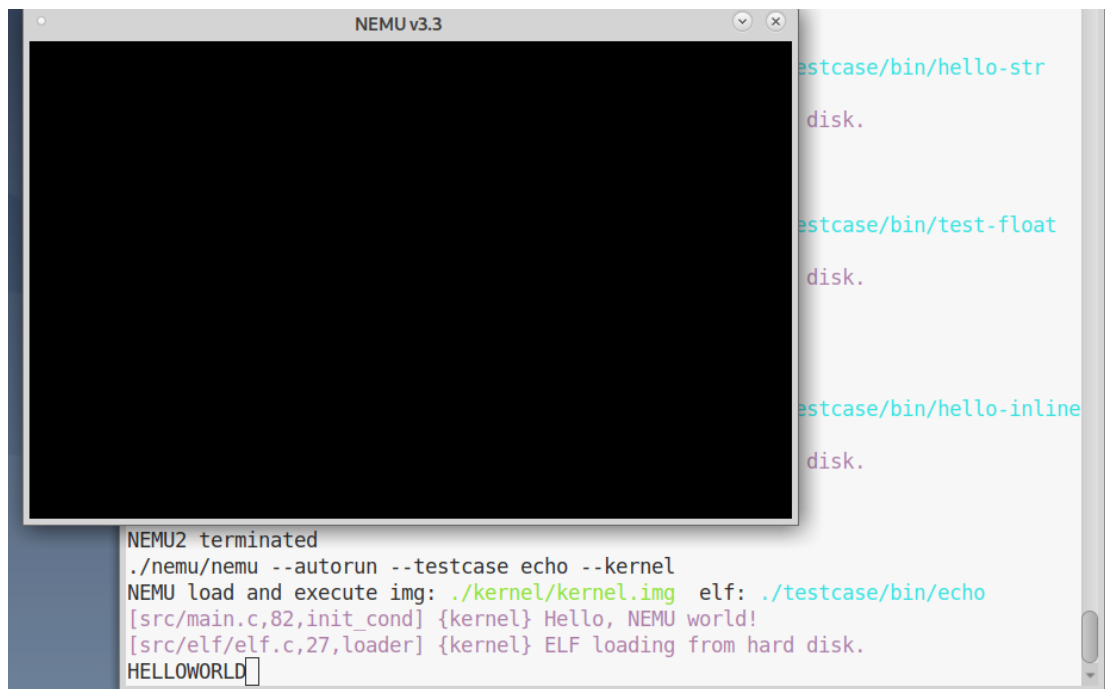 NEMU v3.3
estcase/bin/hello-str
disk.
estcase/bin/test-float
disk.
estcase/bin/hello-inline
disk.
NEMU2 terminated
./nemu/nemu --autorun --testcase echo --kernel
NEMU load and execute img: ./kernel/kernel.img  elf: ./testcase/bin/echo
[src/main.c,82,init_cond] {kernel} Hello, NEMU world!
[src/elf/elf.c,27,loader] {kernel} ELF loading from hard disk.
HELLOWORLD